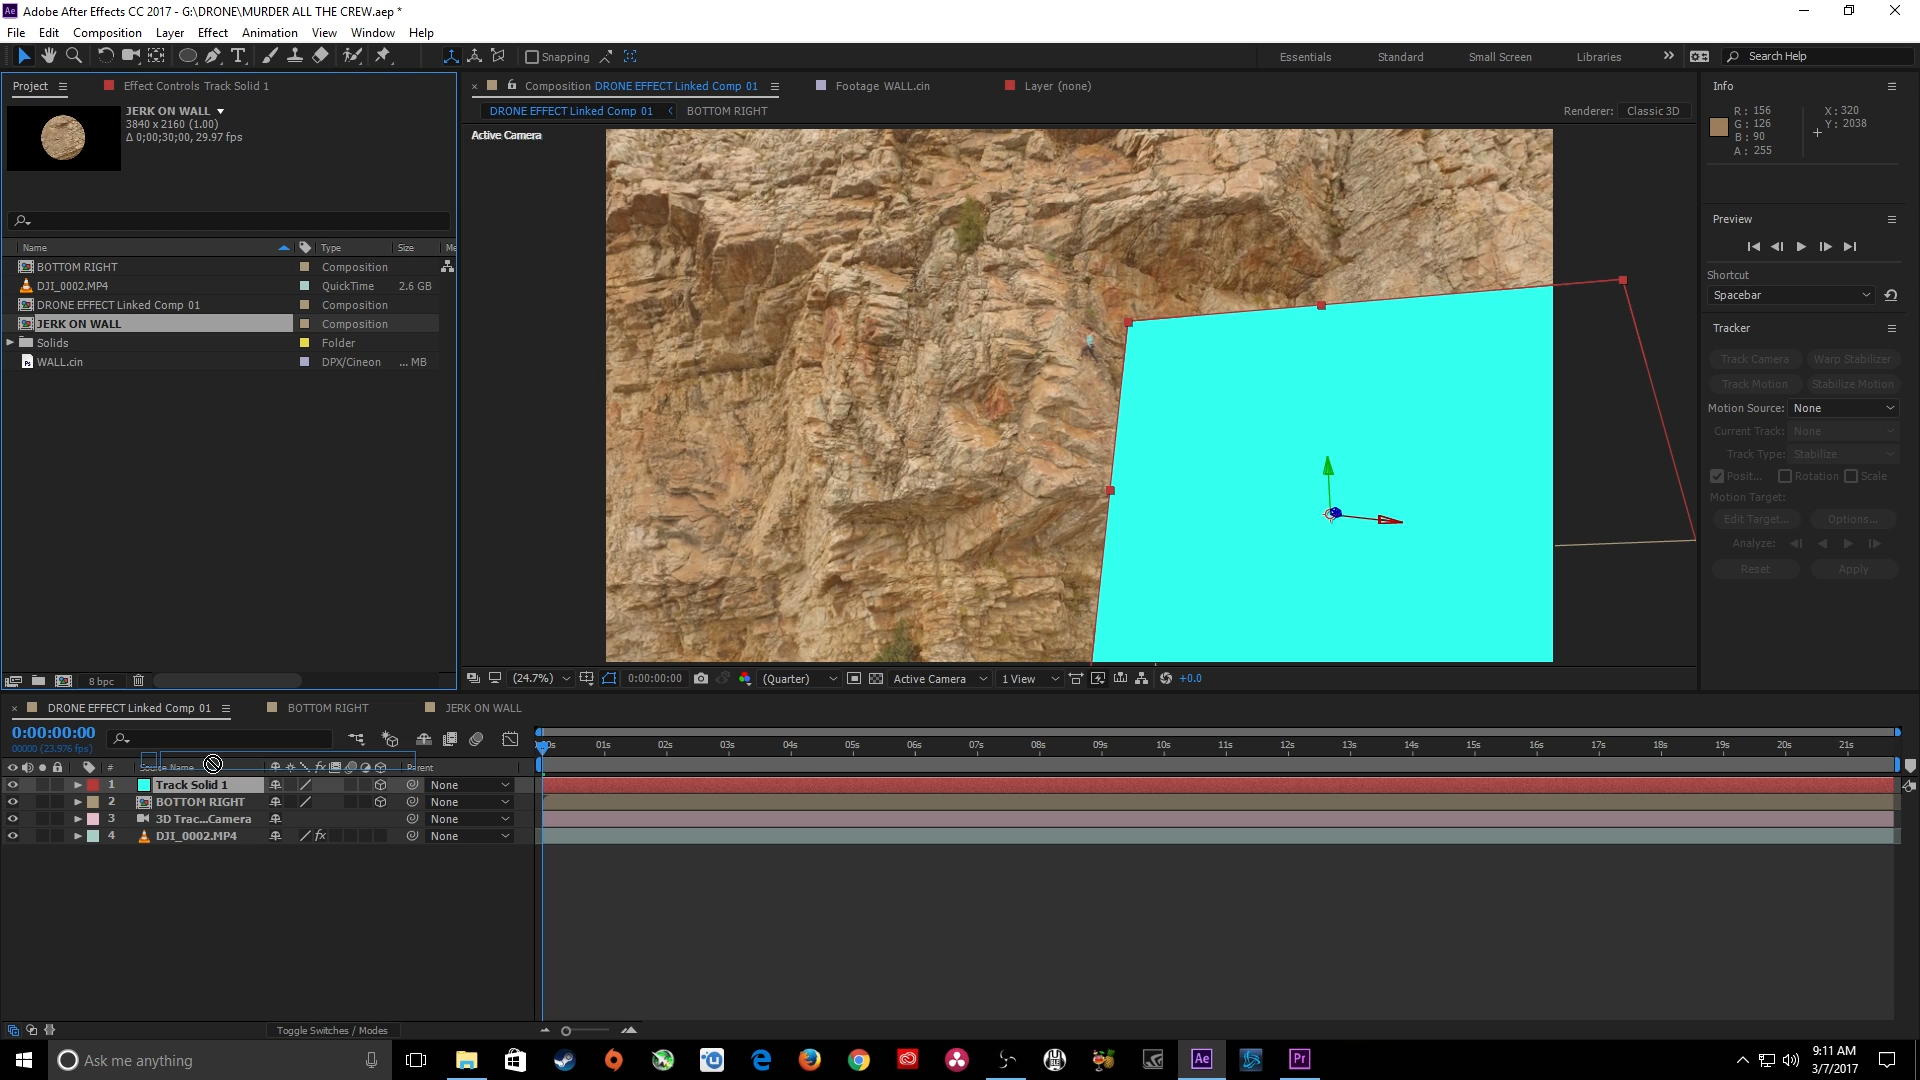 Adobe After Effects CC 2017 - G:\DRONE\MURDER ALL THE CREW.aep *
File Edit Composition Layer Effect Animation View Window Help
Snapping
Essentials Standard Small Screen Libraries Search Help
Project
Effect Controls Track Solid 1
JERK ON WALL
3840 x 2160 (1.00)
Δ 0;00;30;00, 29.97 fps
Name Type Size Me
BOTTOM RIGHT Composition
DJI_0002.MP4 QuickTime 2.6 GB
DRONE EFFECT Linked Comp 01 Composition
JERK ON WALL Composition
Solids Folder
WALL.cin DPX/Cineon ... MB
8 bpc
Composition DRONE EFFECT Linked Comp 01
Footage WALL.cin
Layer (none)
DRONE EFFECT Linked Comp 01 BOTTOM RIGHT
Renderer: Classic 3D
Active Camera
(24.7%) 0:00:00:00 (Quarter) Active Camera 1 View +0.0
Info
R: 156
G: 126
B: 90
A: 255
X: 320
Y: 2038
Preview
Shortcut
Spacebar
Tracker
Track Camera Warp Stabilizer
Track Motion Stabilize Motion
Motion Source: None
Current Track: None
Track Type: Stabilize
Posit... Rotation Scale
Motion Target:
Edit Target... Options...
Analyze:
Reset Apply
DRONE EFFECT Linked Comp 01 BOTTOM RIGHT JERK ON WALL
0:00:00:00
00000 (23.976 fps)
# Source Name Parent
1 Track Solid 1 None
2 BOTTOM RIGHT None
3 3D Trac...Camera None
4 DJI_0002.MP4 None
01s 02s 03s 04s 05s 06s 07s 08s 09s 10s 11s 12s 13s 14s 15s 16s 17s 18s 19s 20s 21s
Toggle Switches / Modes
Ask me anything
9:11 AM
3/7/2017